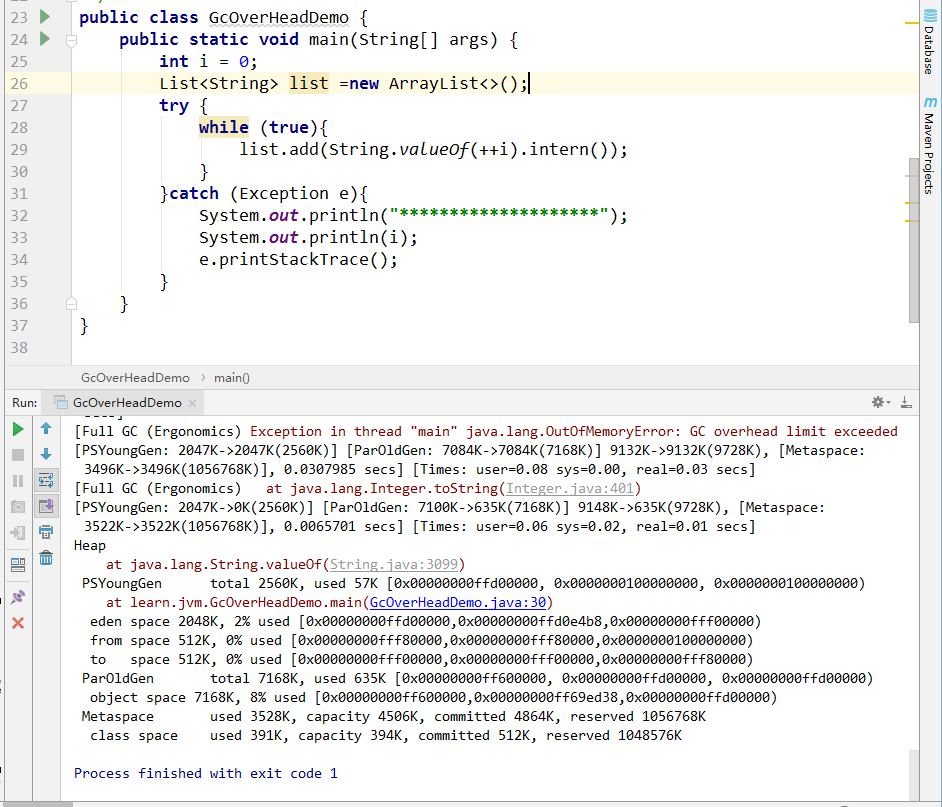 23 public class GcOverHeadDemo {
24 public static void main(String[] args) {
25 int i = 0;
26 List<String> list =new ArrayList<>();
27 try {
28 while (true){
29 list.add(String.valueOf(++i).intern());
30 }
31 }catch (Exception e){
32 System.out.println("********************");
33 System.out.println(i);
34 e.printStackTrace();
35 }
36 }
37 }
38
Database
m Maven Projects
GcOverHeadDemo › main()
Run: GcOverHeadDemo ×
secs]
[Full GC (Ergonomics) Exception in thread "main" java.lang.OutOfMemoryError: GC overhead limit exceeded
[PSYoungGen: 2047K->2047K(2560K)] [ParOldGen: 7084K->7084K(7168K)] 9132K->9132K(9728K), [Metaspace:
3496K->3496K(1056768K)], 0.0307985 secs] [Times: user=0.08 sys=0.00, real=0.03 secs]
[Full GC (Ergonomics) at java.lang.Integer.toString(Integer.java:401)
[PSYoungGen: 2047K->0K(2560K)] [ParOldGen: 7100K->635K(7168K)] 9148K->635K(9728K), [Metaspace:
3522K->3522K(1056768K)], 0.0065701 secs] [Times: user=0.06 sys=0.02, real=0.01 secs]
Heap
at java.lang.String.valueOf(String.java:3099)
PSYoungGen total 2560K, used 57K [0x00000000ffd00000, 0x0000000100000000, 0x0000000100000000)
at learn.jvm.GcOverHeadDemo.main(GcOverHeadDemo.java:30)
eden space 2048K, 2% used [0x00000000ffd00000,0x00000000ffd0e4b8,0x00000000fff00000)
from space 512K, 0% used [0x00000000fff80000,0x00000000fff80000,0x0000000100000000)
to space 512K, 0% used [0x00000000fff00000,0x00000000fff00000,0x00000000fff80000)
ParOldGen total 7168K, used 635K [0x00000000ff600000, 0x00000000ffd00000, 0x00000000ffd00000)
object space 7168K, 8% used [0x00000000ff600000,0x00000000ff69ed38,0x00000000ffd00000)
Metaspace used 3528K, capacity 4506K, committed 4864K, reserved 1056768K
class space used 391K, capacity 394K, committed 512K, reserved 1048576K
Process finished with exit code 1